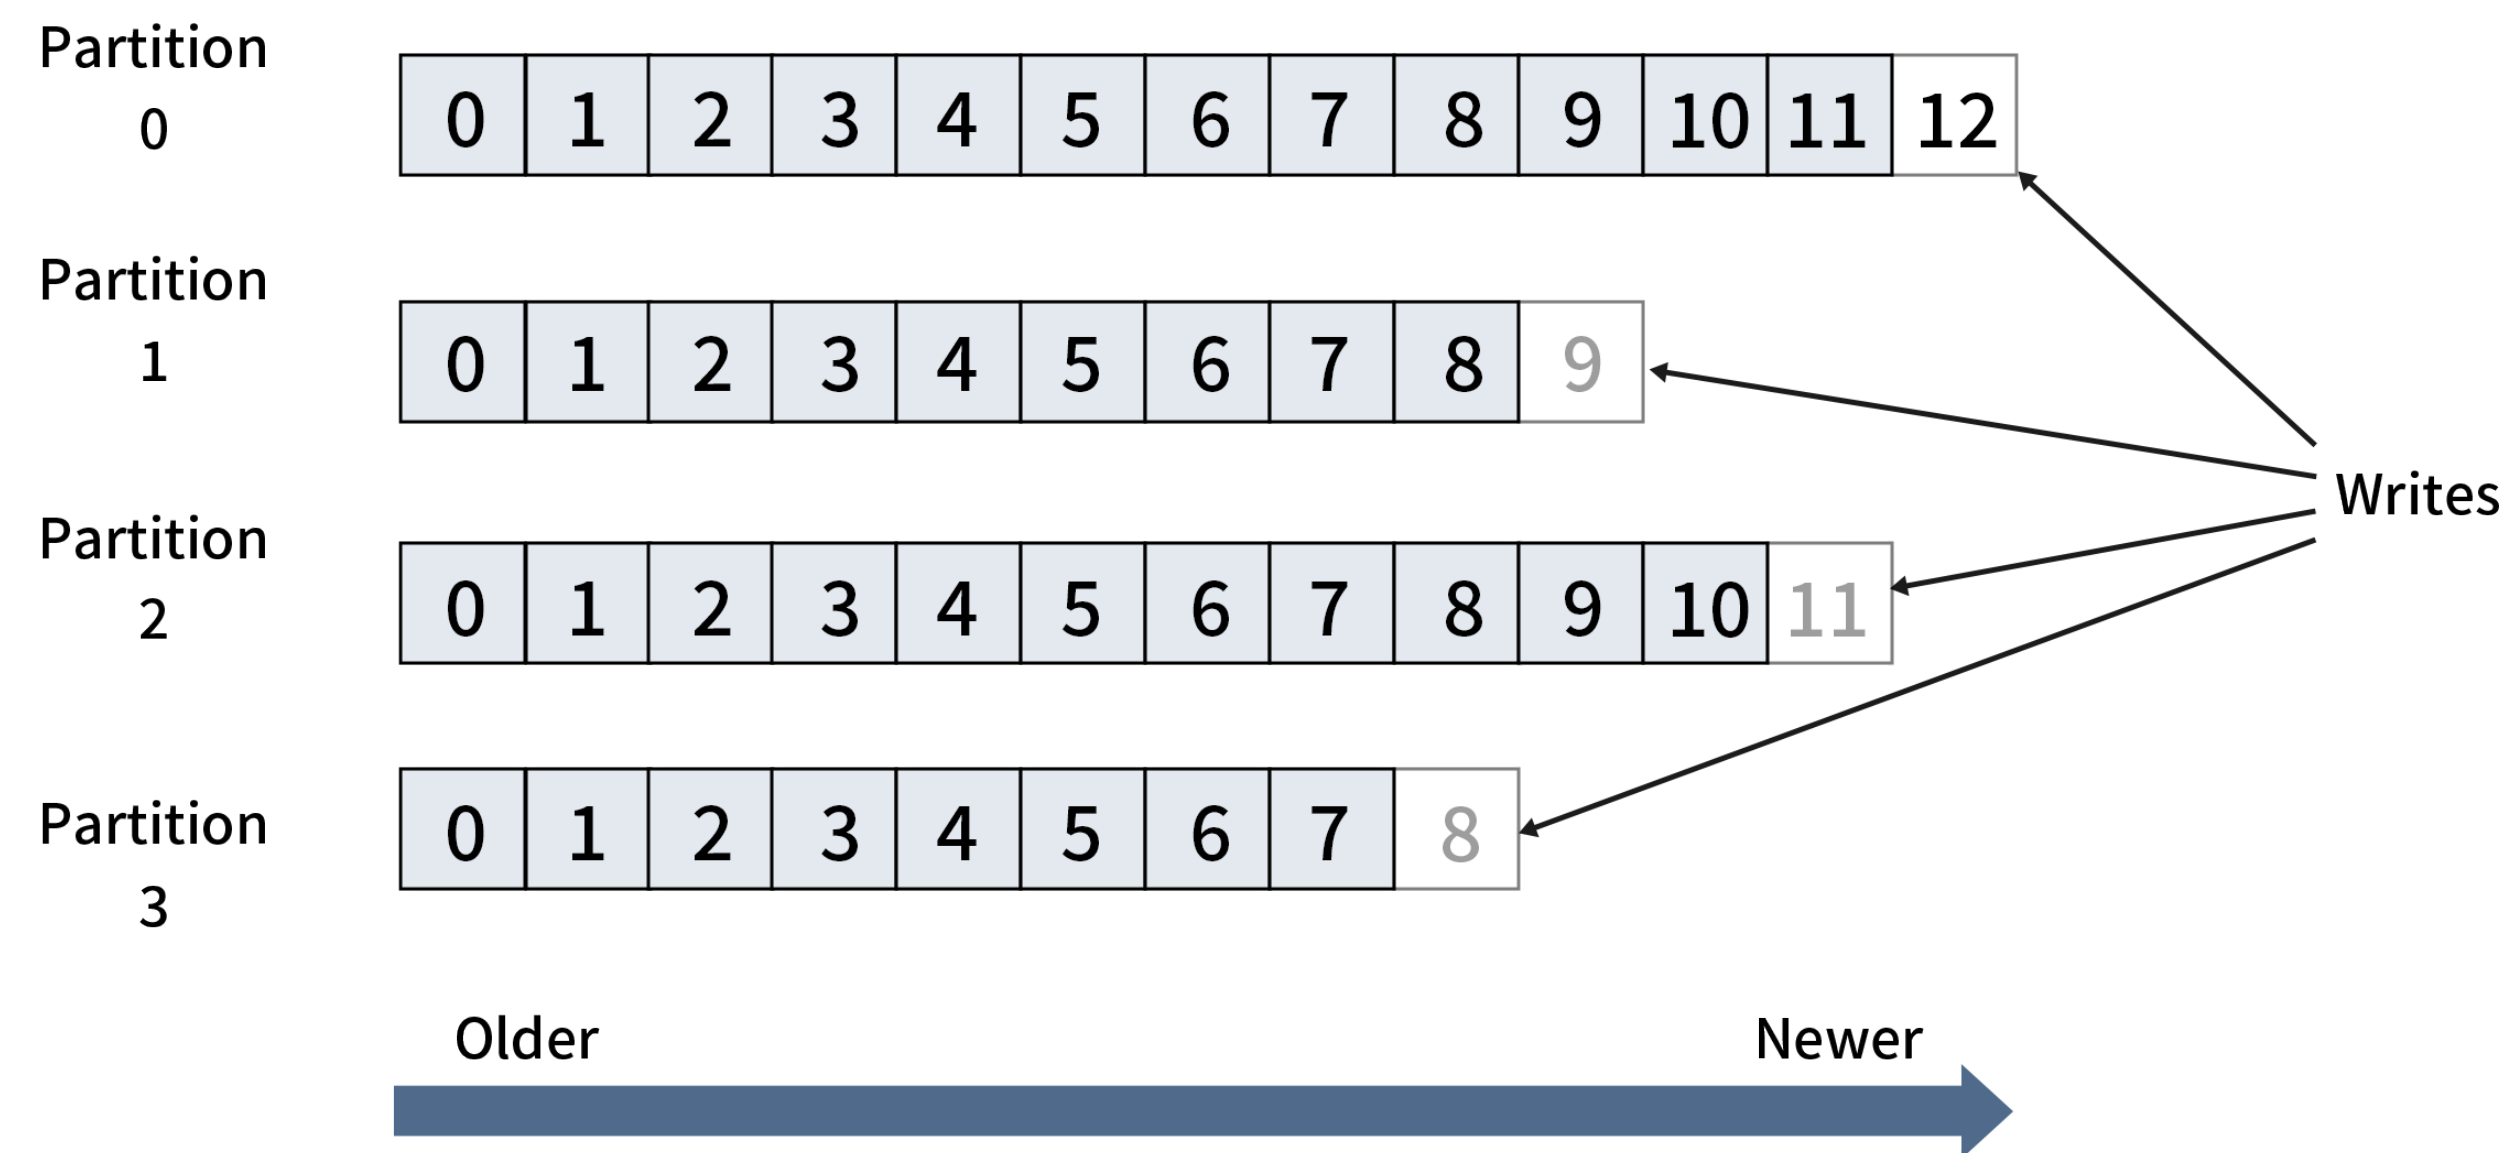 Partition
0
0 1 2 3 4 5 6 7 8 9 10 11 12
Partition
1
0 1 2 3 4 5 6 7 8 9
Writes
Partition
2
0 1 2 3 4 5 6 7 8 9 10 11
Partition
3
0 1 2 3 4 5 6 7 8
Older Newer